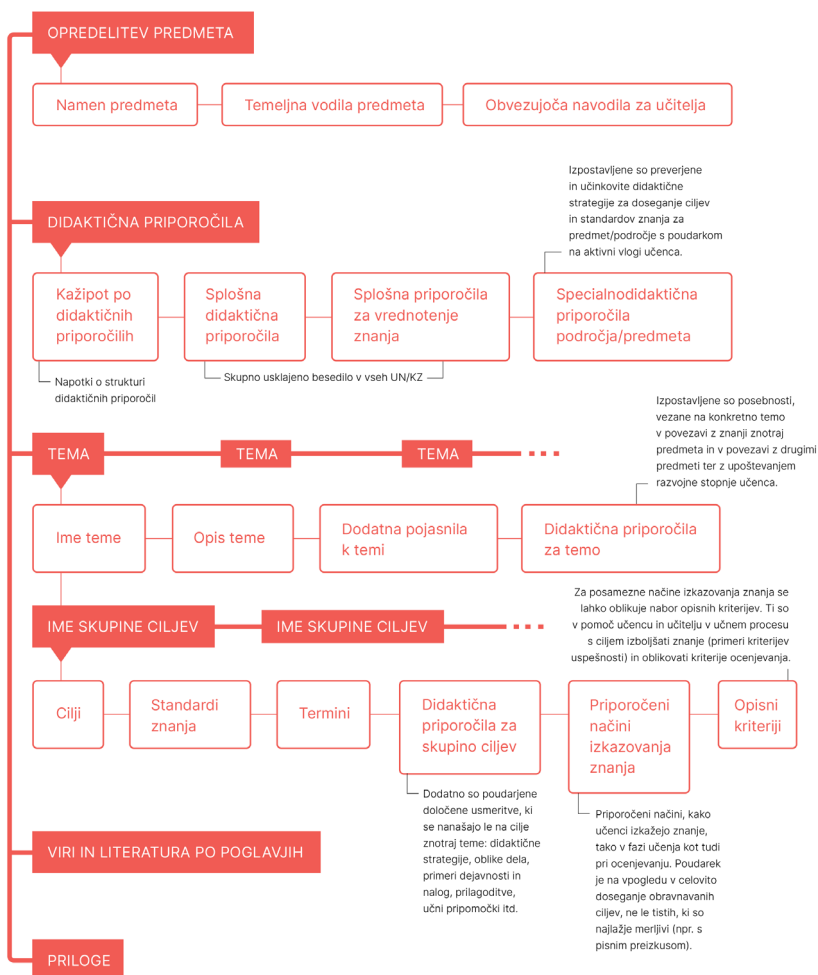 OPREDELITEV PREDMETA
Namen predmeta
Temeljna vodila predmeta
Obvezujoča navodila za učitelja
Izpostavljene so preverjene
in učinkovite didaktične
strategije za doseganje ciljev
in standardov znanja za
predmet/področje s poudarkom
na aktivni vlogi učenca.
DIDAKTIČNA PRIPOROČILA
Kažipot po
didaktičnih
priporočilih
Splošna
didaktična
priporočila
Splošna priporočila
za vrednotenje
znanja
Specialnodidaktična
priporočila
področja/predmeta
Napotki o strukturi
didaktičnih priporočil
Skupno usklajeno besedilo v vseh UN/KZ
Izpostavljene so posebnosti,
vezane na konkretno temo
v povezavi z znanji znotraj
predmeta in v povezavi z drugimi
predmeti ter z upoštevanjem
razvojne stopnje učenca.
TEMA
TEMA
TEMA
Ime teme
Opis teme
Dodatna pojasnila
k temi
Didaktična priporočila
za temo
Za posamezne načine izkazovanja znanja se
lahko oblikuje nabor opisnih kriterijev. Ti so
v pomoč učencu in učitelju v učnem procesu
s ciljem izboljšati znanje (primeri kriterijev
uspešnosti) in oblikovati kriterije ocenjevanja.
IME SKUPINE CILJEV
IME SKUPINE CILJEV
Cilji
Standardi
znanja
Termini
Didaktična
priporočila za
skupino ciljev
Priporočeni
načini
izkazovanja
znanja
Opisni
kriteriji
Dodatno so poudarjene
določene usmeritve, ki
se nanašajo le na cilje
znotraj teme: didaktične
strategije, oblike dela,
primeri dejavnosti in
nalog, prilagoditve,
učni pripomočki itd.
Priporočeni načini, kako
učenci izkažejo znanje,
tako v fazi učenja kot tudi
pri ocenjevanju. Poudarek
je na vpogledu v celovito
doseganje obravnavanih
ciljev, ne le tistih, ki so
najlažje merljivi (npr. s
pisnim preizkusom).
VIRI IN LITERATURA PO POGLAVJIH
PRILOGE